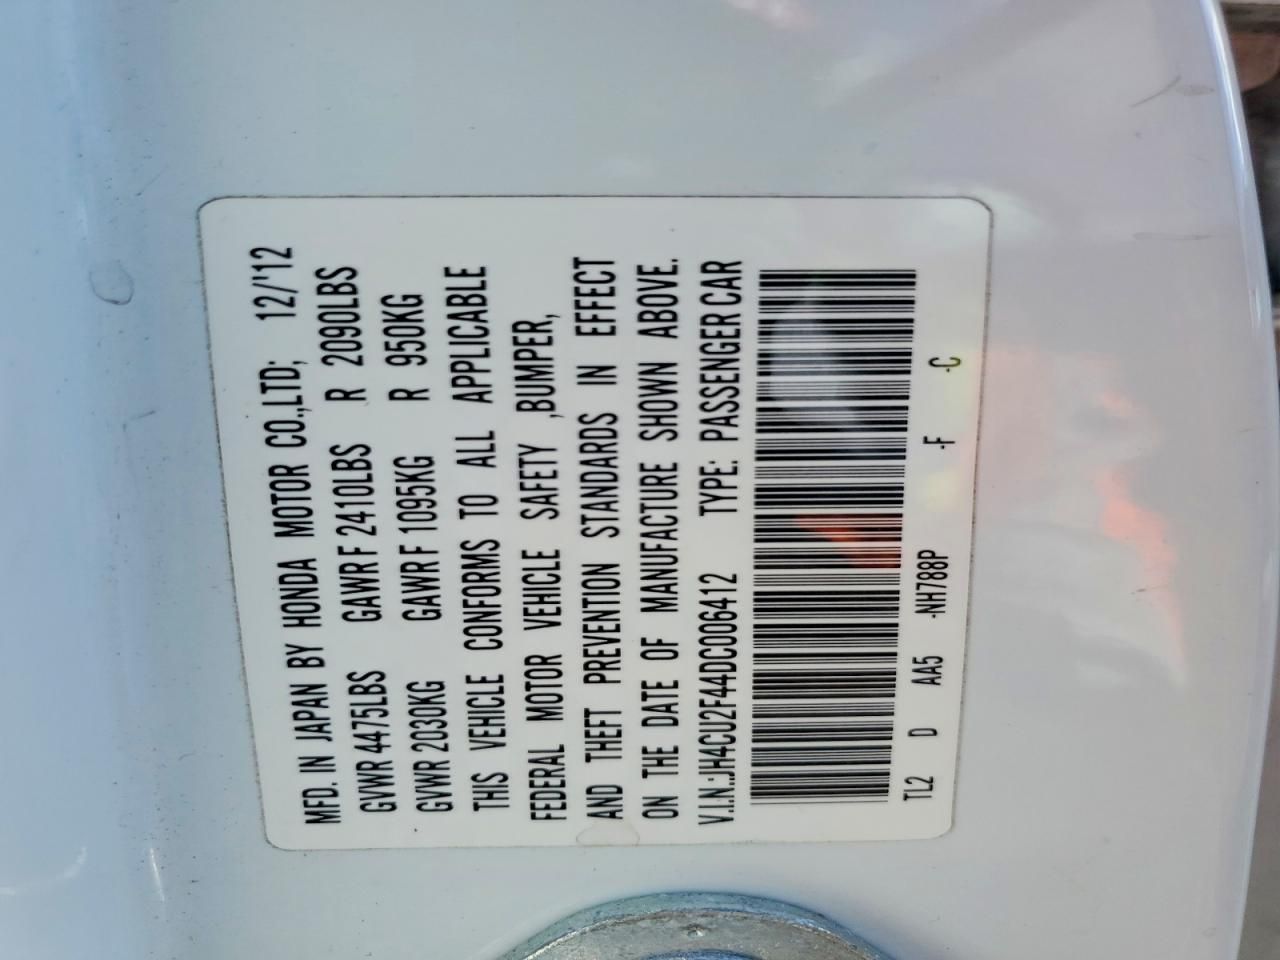 MFD. IN JAPAN BY HONDA MOTOR CO.,LTD; 12/'12
GVWR 4475LBS GAWR F 2410LBS R 2090LBS
GVWR 2030KG GAWR F 1095KG R 950KG
THIS VEHICLE CONFORMS TO ALL APPLICABLE
FEDERAL MOTOR VEHICLE SAFETY ,BUMPER,
AND THEFT PREVENTION STANDARDS IN EFFECT
ON THE DATE OF MANUFACTURE SHOWN ABOVE.
V.I.N.:JH4CU2F44DC006412 TYPE: PASSENGER CAR
TL2 D AA5 -NH788P -F -C